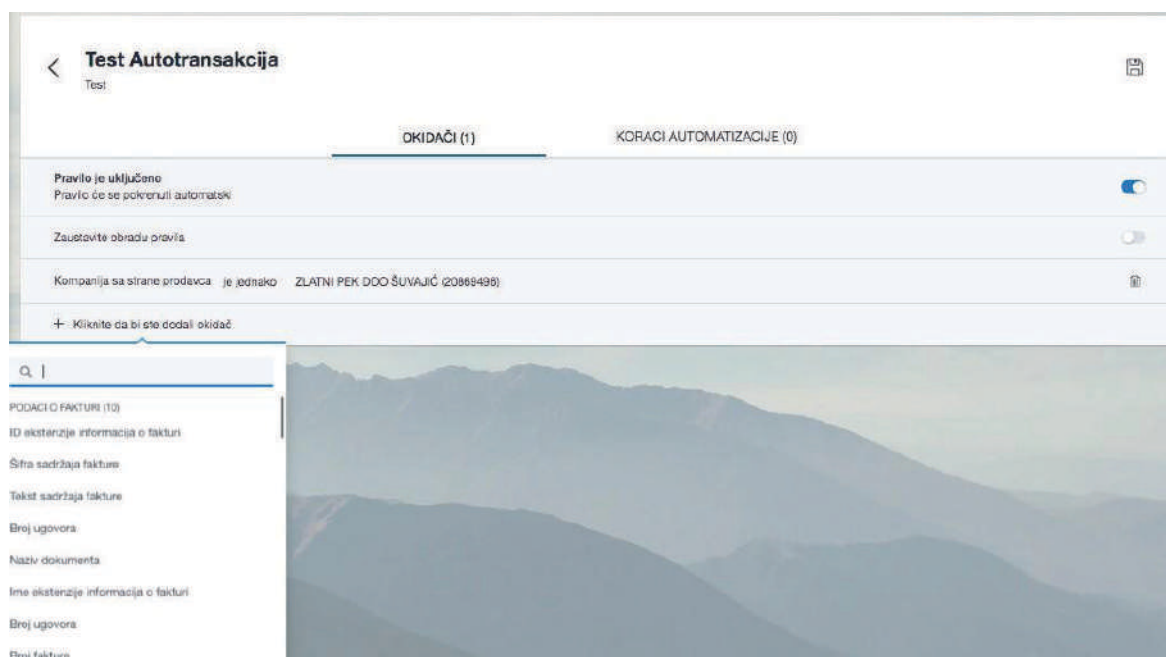 Test Autotransakcija
Test
OKIDAČI (1) KORACI AUTOMATIZACIJE (0)
Pravilo je uključeno
Pravilo će se pokrenuti automatski
Zaustavite obradu pravila
Kompanija sa strane prodavca je jednako ZLATNI PEK DOO ŠUVAJIĆ (20869496)
+ Kliknite da bi ste dodali okidač
PODACI O FAKTURI (10)
ID ekstenzije informacija o fakturi
Šifra sadržaja fakture
Tekst sadržaja fakture
Broj ugovora
Naziv dokumenta
Ime ekstenzije informacija o fakturi
Broj ugovora
Broj fakture